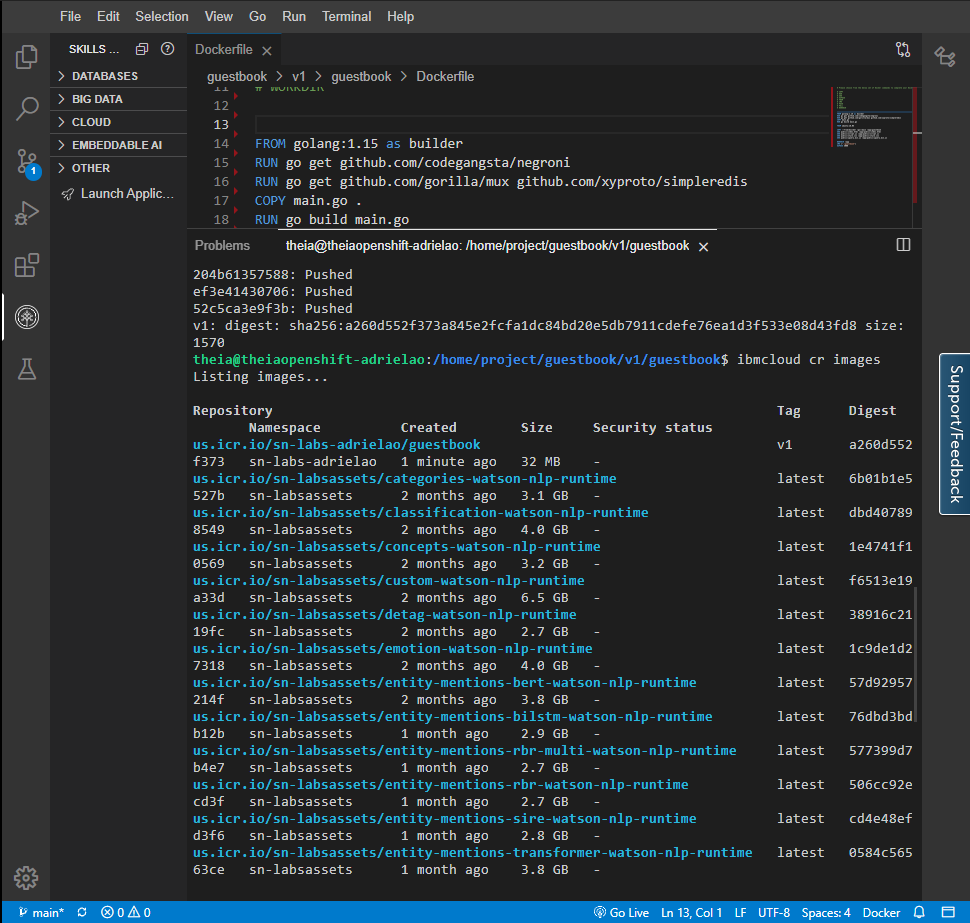 File Edit Selection View Go Run Terminal Help
SKILLS ...
DATABASES
BIG DATA
CLOUD
EMBEDDABLE AI
OTHER
Launch Applic...
1
Dockerfile
guestbook > v1 > guestbook > Dockerfile
11 # WORKDIR
12
13
14 FROM golang:1.15 as builder
15 RUN go get github.com/codegangsta/negroni
16 RUN go get github.com/gorilla/mux github.com/xyproto/simpleredis
17 COPY main.go .
18 RUN go build main.go
Problems theia@theiaopenshift-adrielao: /home/project/guestbook/v1/guestbook
204b61357588: Pushed
ef3e41430706: Pushed
52c5ca3e9f3b: Pushed
v1: digest: sha256:a260d552f373a845e2fcfa1dc84bd20e5db7911cdefe76ea1d3f533e08d43fd8 size:
1570
theia@theiaopenshift-adrielao:/home/project/guestbook/v1/guestbook$ ibmcloud cr images
Listing images...
Repository Tag Digest
Namespace Created Size Security status
us.icr.io/sn-labs-adrielao/guestbook v1 a260d552
f373 sn-labs-adrielao 1 minute ago 32 MB -
us.icr.io/sn-labsassets/categories-watson-nlp-runtime latest 6b01b1e5
527b sn-labsassets 2 months ago 3.1 GB -
us.icr.io/sn-labsassets/classification-watson-nlp-runtime latest dbd40789
8549 sn-labsassets 2 months ago 4.0 GB -
us.icr.io/sn-labsassets/concepts-watson-nlp-runtime latest 1e4741f1
0569 sn-labsassets 2 months ago 3.2 GB -
us.icr.io/sn-labsassets/custom-watson-nlp-runtime latest f6513e19
a33d sn-labsassets 2 months ago 6.5 GB -
us.icr.io/sn-labsassets/detag-watson-nlp-runtime latest 38916c21
19fc sn-labsassets 2 months ago 2.7 GB -
us.icr.io/sn-labsassets/emotion-watson-nlp-runtime latest 1c9de1d2
7318 sn-labsassets 2 months ago 4.0 GB -
us.icr.io/sn-labsassets/entity-mentions-bert-watson-nlp-runtime latest 57d92957
214f sn-labsassets 2 months ago 3.8 GB -
us.icr.io/sn-labsassets/entity-mentions-bilstm-watson-nlp-runtime latest 76dbd3bd
b12b sn-labsassets 1 month ago 2.9 GB -
us.icr.io/sn-labsassets/entity-mentions-rbr-multi-watson-nlp-runtime latest 577399d7
b4e7 sn-labsassets 1 month ago 2.7 GB -
us.icr.io/sn-labsassets/entity-mentions-rbr-watson-nlp-runtime latest 506cc92e
cd3f sn-labsassets 1 month ago 2.7 GB -
us.icr.io/sn-labsassets/entity-mentions-sire-watson-nlp-runtime latest cd4e48ef
d3f6 sn-labsassets 1 month ago 2.8 GB -
us.icr.io/sn-labsassets/entity-mentions-transformer-watson-nlp-runtime latest 0584c565
63ce sn-labsassets 1 month ago 3.8 GB -
Support/Feedback
main* 0 0 Go Live Ln 13, Col 1 LF UTF-8 Spaces: 4 Docker